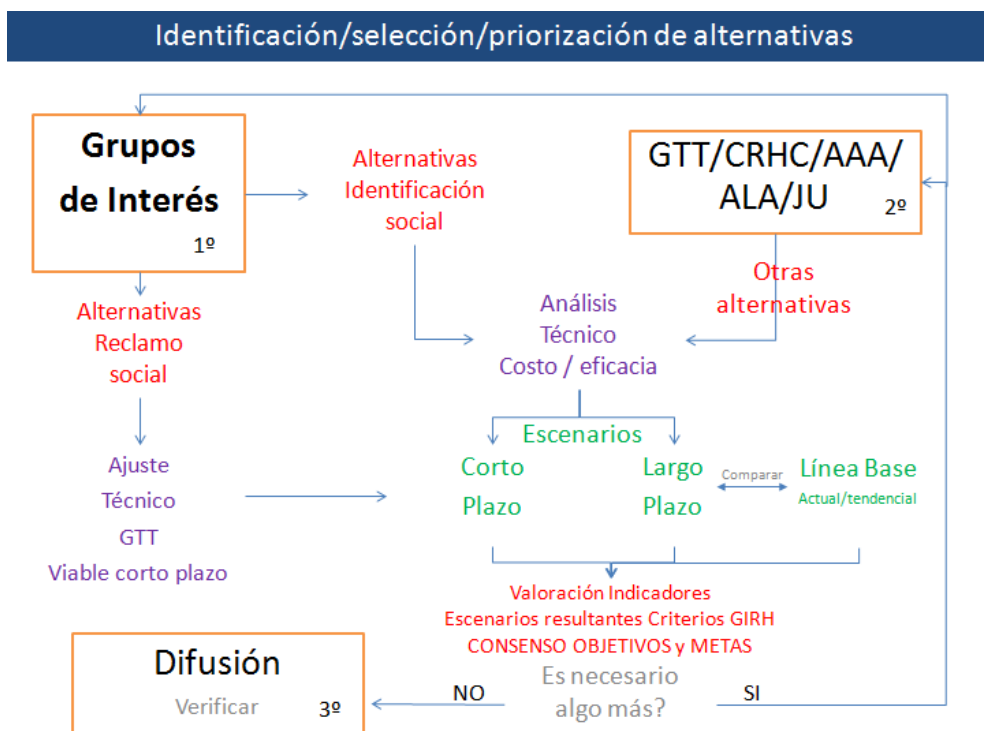 Identificación/selección/priorización de alternativas
Grupos
de Interés
1º
Alternativas
Identificación
social
GTT/CRHC/AAA/
ALA/JU
2º
Otras
alternativas
Alternativas
Reclamo
social
Análisis
Técnico
Costo / eficacia
Escenarios
Corto
Plazo
Largo
Plazo
Comparar
Línea Base
Actual/tendencial
Ajuste
Técnico
GTT
Viable corto plazo
Valoración Indicadores
Escenarios resultantes Criterios GIRH
CONSENSO OBJETIVOS y METAS
Es necesario
algo más?
NO
SI
Difusión
Verificar
3º